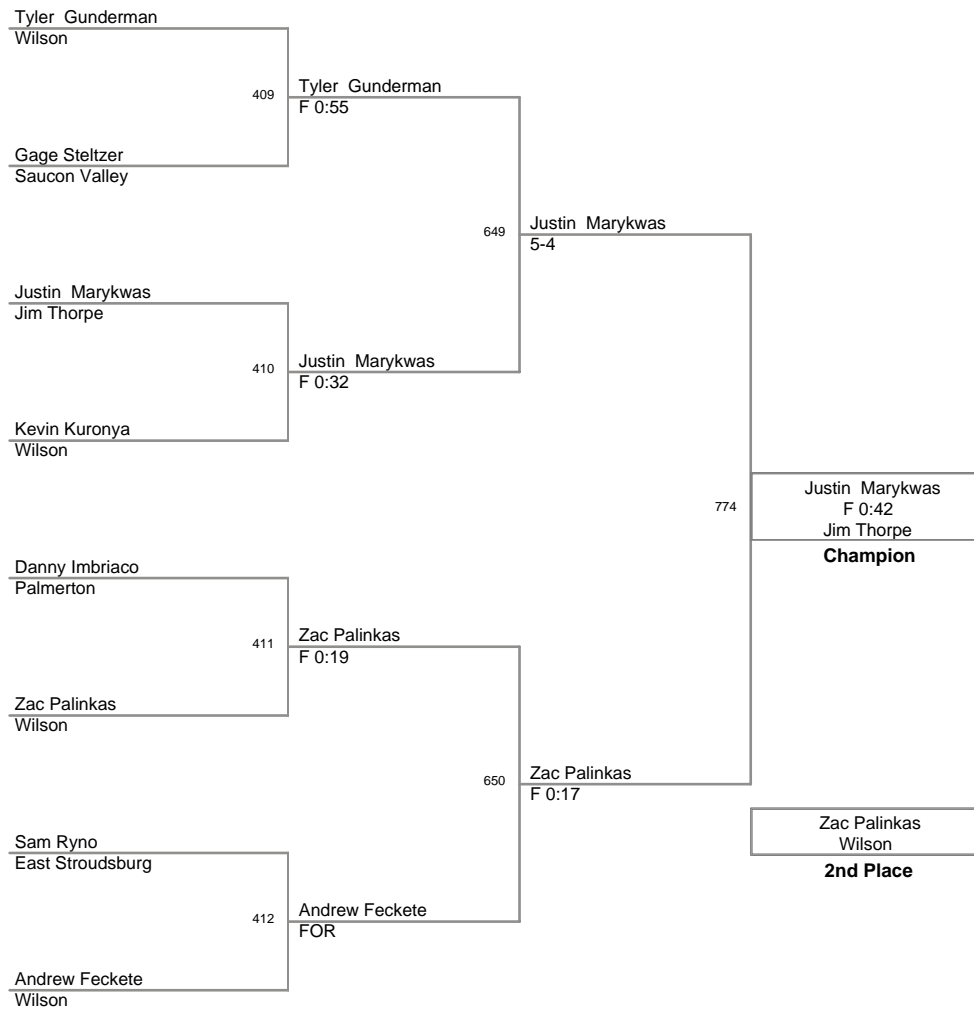 Tyler  Gunderman
Wilson
409
Tyler  Gunderman
F 0:55
Gage Steltzer
Saucon Valley
649
Justin  Marykwas
5-4
Justin  Marykwas
Jim Thorpe
410
Justin  Marykwas
F 0:32
Kevin Kuronya
Wilson
774
Justin  Marykwas
F 0:42
Jim Thorpe
Champion
Danny Imbriaco
Palmerton
411
Zac Palinkas
F 0:19
Zac Palinkas
Wilson
650
Zac Palinkas
F 0:17
Zac Palinkas
Wilson
2nd Place
Sam Ryno
East Stroudsburg
412
Andrew Feckete
FOR
Andrew Feckete
Wilson